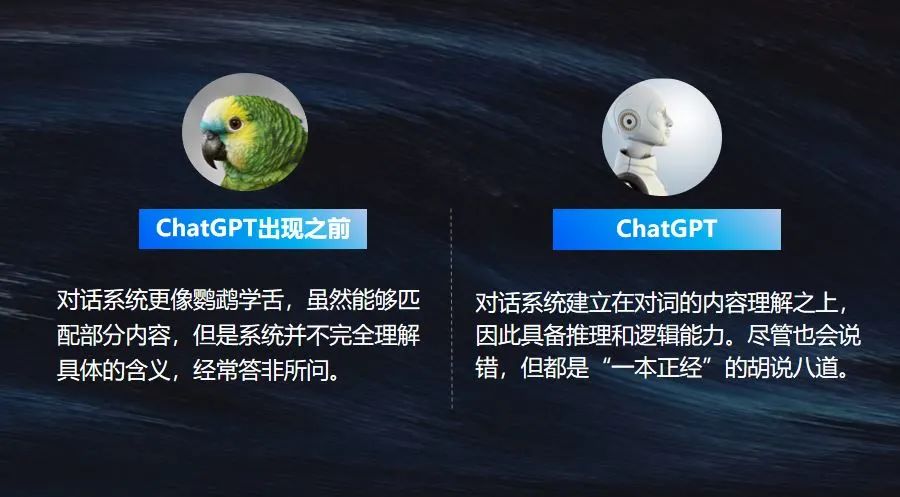 ChatGPT出现之前
对话系统更像鹦鹉学舌，虽然能够匹
配部分内容，但是系统并不完全理解
具体的含义，经常答非所问。
ChatGPT
对话系统建立在对词的内容理解之上，
因此具备推理和逻辑能力。尽管也会说
错，但都是“一本正经”的胡说八道。